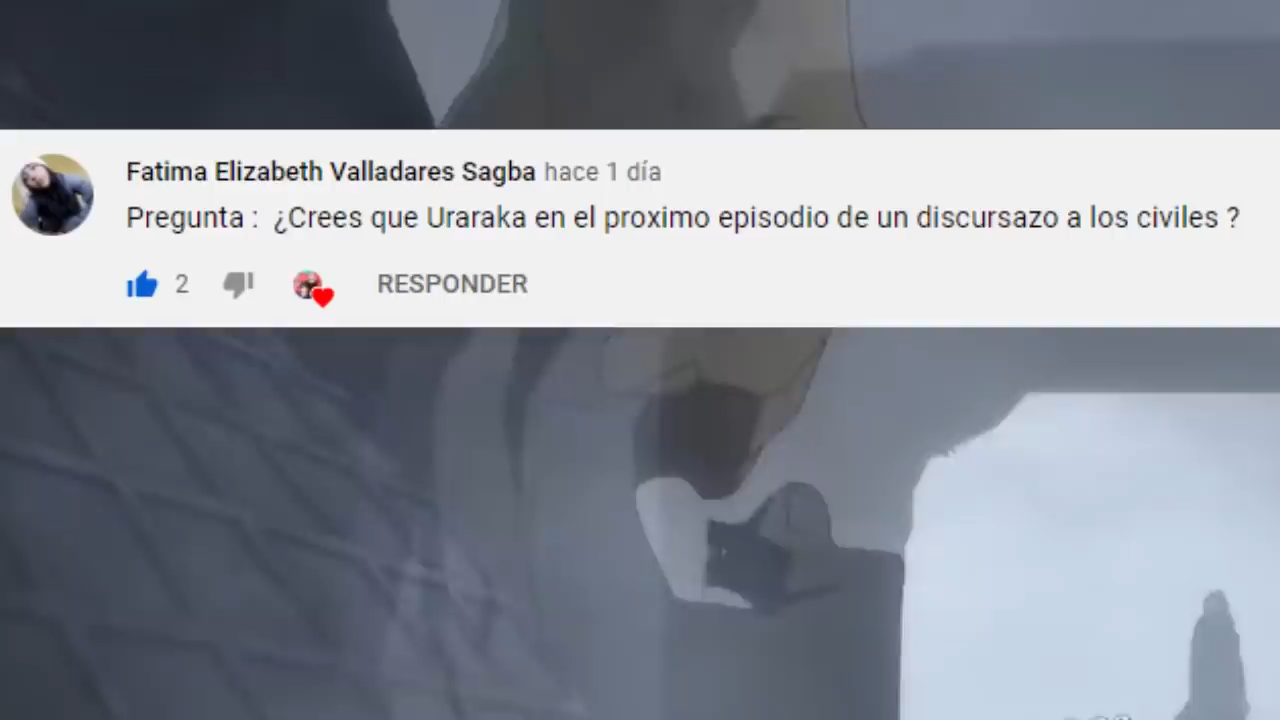 Fatima Elizabeth Valladares Sagba hace 1 día
Pregunta : ¿Crees que Uraraka en el proximo episodio de un discursazo a los civiles ?
2 RESPONDER